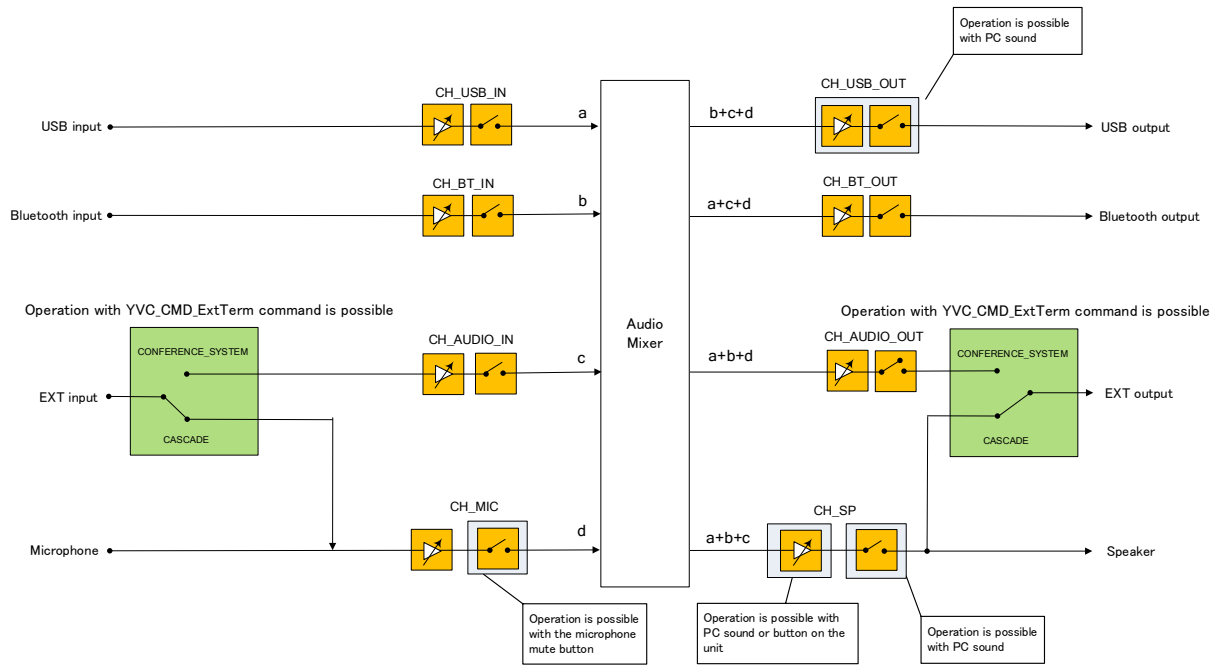 Operation is possible
with PC sound
CH_USB_IN
CH_USB_OUT
USB input
a
b+c+d
USB output
CH_BT_IN
CH_BT_OUT
Bluetooth input
b
a+c+d
Bluetooth output
Operation with YVC_CMD_ExtTerm command is possible
Operation with YVC_CMD_ExtTerm command is possible
Audio
Mixer
CONFERENCE_SYSTEM
CH_AUDIO_IN
c
a+b+d
CH_AUDIO_OUT
CONFERENCE_SYSTEM
EXT input
EXT output
CASCADE
CASCADE
CH_MIC
CH_SP
Microphone
d
a+b+c
Speaker
Operation is possible
with the microphone
mute button
Operation is possible with
PC sound or button on the
unit
Operation is possible
with PC sound